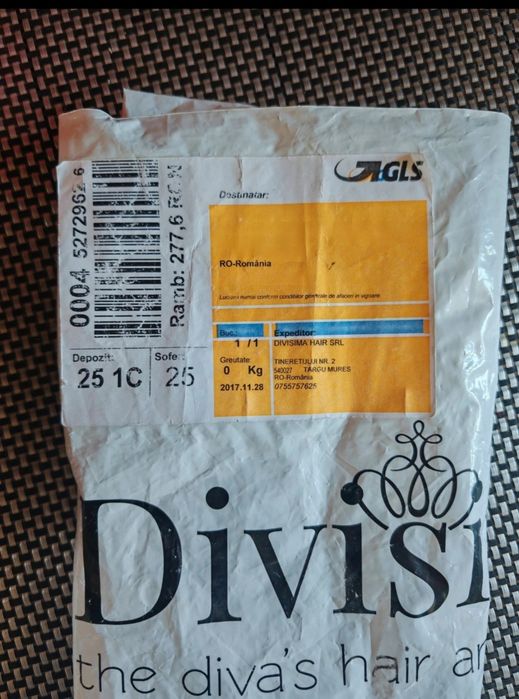 GLS
0004 5272962 6
Ramb: 277,6 RON
Destinatar:
RO-România
Lucram numai conform conditiilor generale de afaceri in vigoare.
Buc.:
1 /1
Greutate:
0 Kg
2017.11.28
Expeditor:
DIVISIMA HAIR SRL
TINERETULUI NR. 2
540027 TARGU MURES
RO-România
0755757625
Depozit:
25 1C
Sofer:
25
Divisi
the diva's hair ar